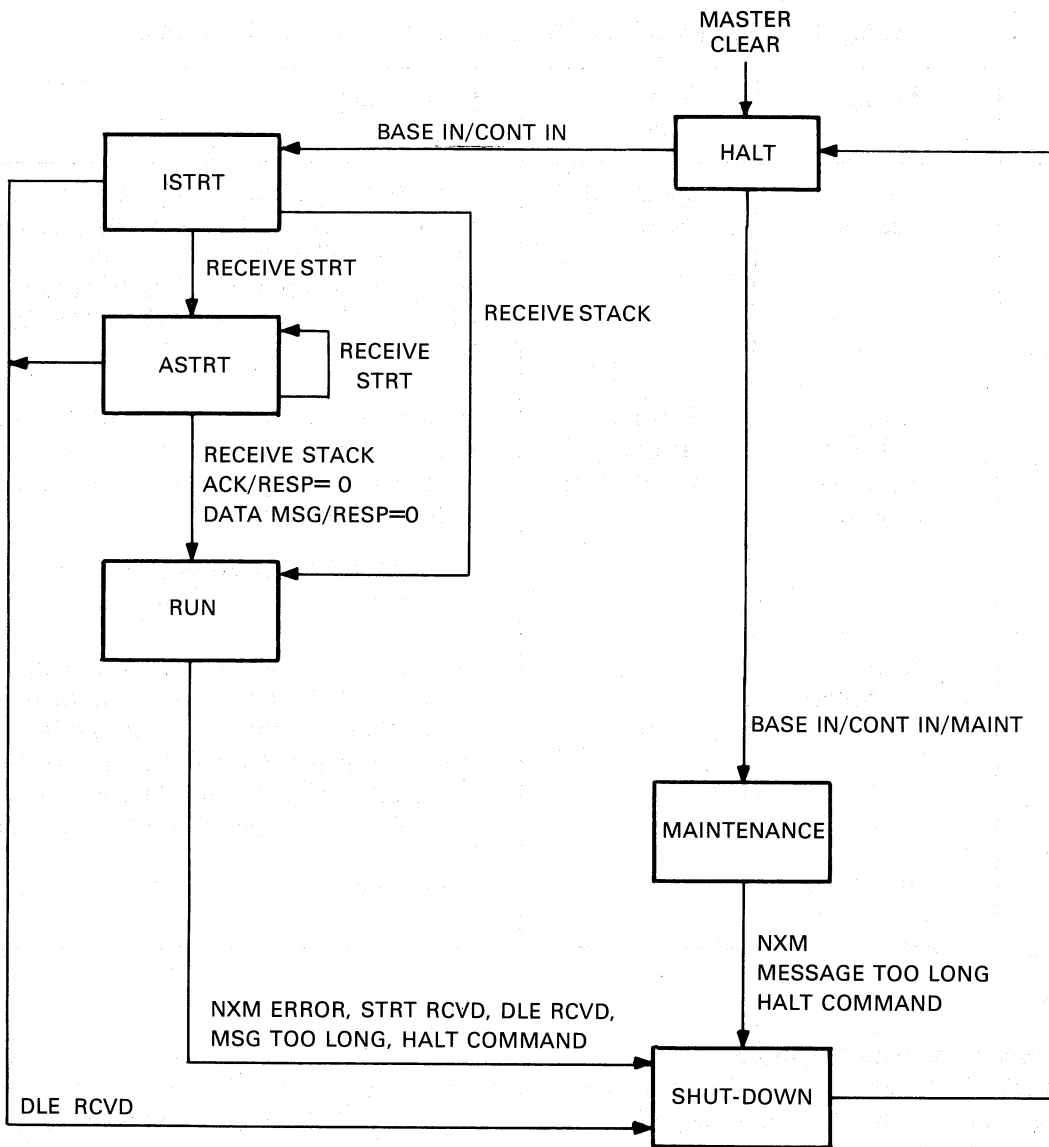 MASTER
CLEAR
BASE IN/CONT IN
HALT
ISTRT
RECEIVE STRT
RECEIVE STACK
ASTRT
RECEIVE
STRT
RECEIVE STACK
ACK/RESP= 0
DATA MSG/RESP=0
RUN
BASE IN/CONT IN/MAINT
MAINTENANCE
NXM
MESSAGE TOO LONG
HALT COMMAND
NXM ERROR, STRT RCVD, DLE RCVD,
MSG TOO LONG, HALT COMMAND
SHUT-DOWN
DLE RCVD